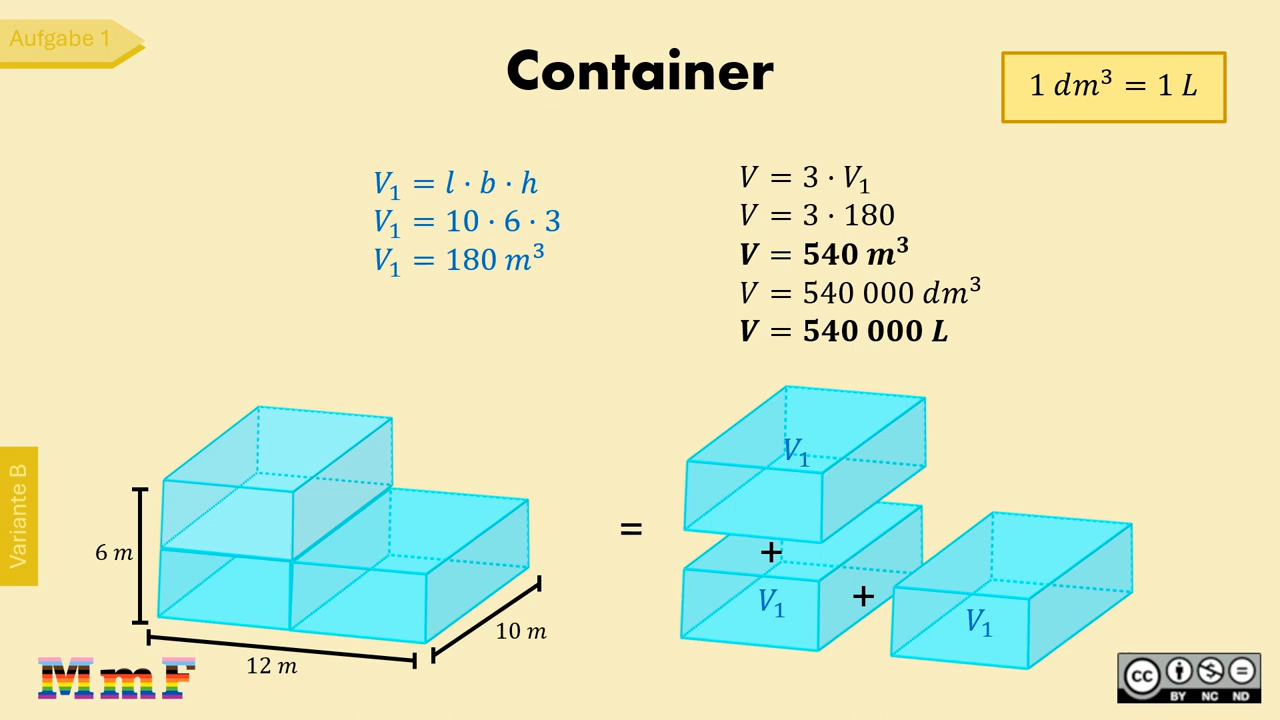 Aufgabe 1
Container
1 dm³ = 1 L
V₁ = l · b · h
V₁ = 10 · 6 · 3
V₁ = 180 m³
V = 3 · V₁
V = 3 · 180
V = 540 m³
V = 540 000 dm³
V = 540 000 L
Variante B
6 m
12 m
10 m
=
V₁
+
V₁
+
V₁
MmF
CC BY NC ND